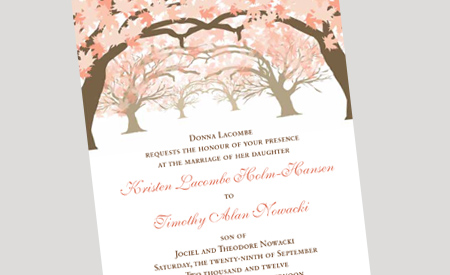 Donna Lacombe
requests the honour of your presence
at the marriage of her daughter
Kristen Lacombe Holm-Hansen
to
Timothy Alan Nowacki
son of
Jociel and Theodore Nowacki
Saturday, the twenty-ninth of September
Two thousand and twelve